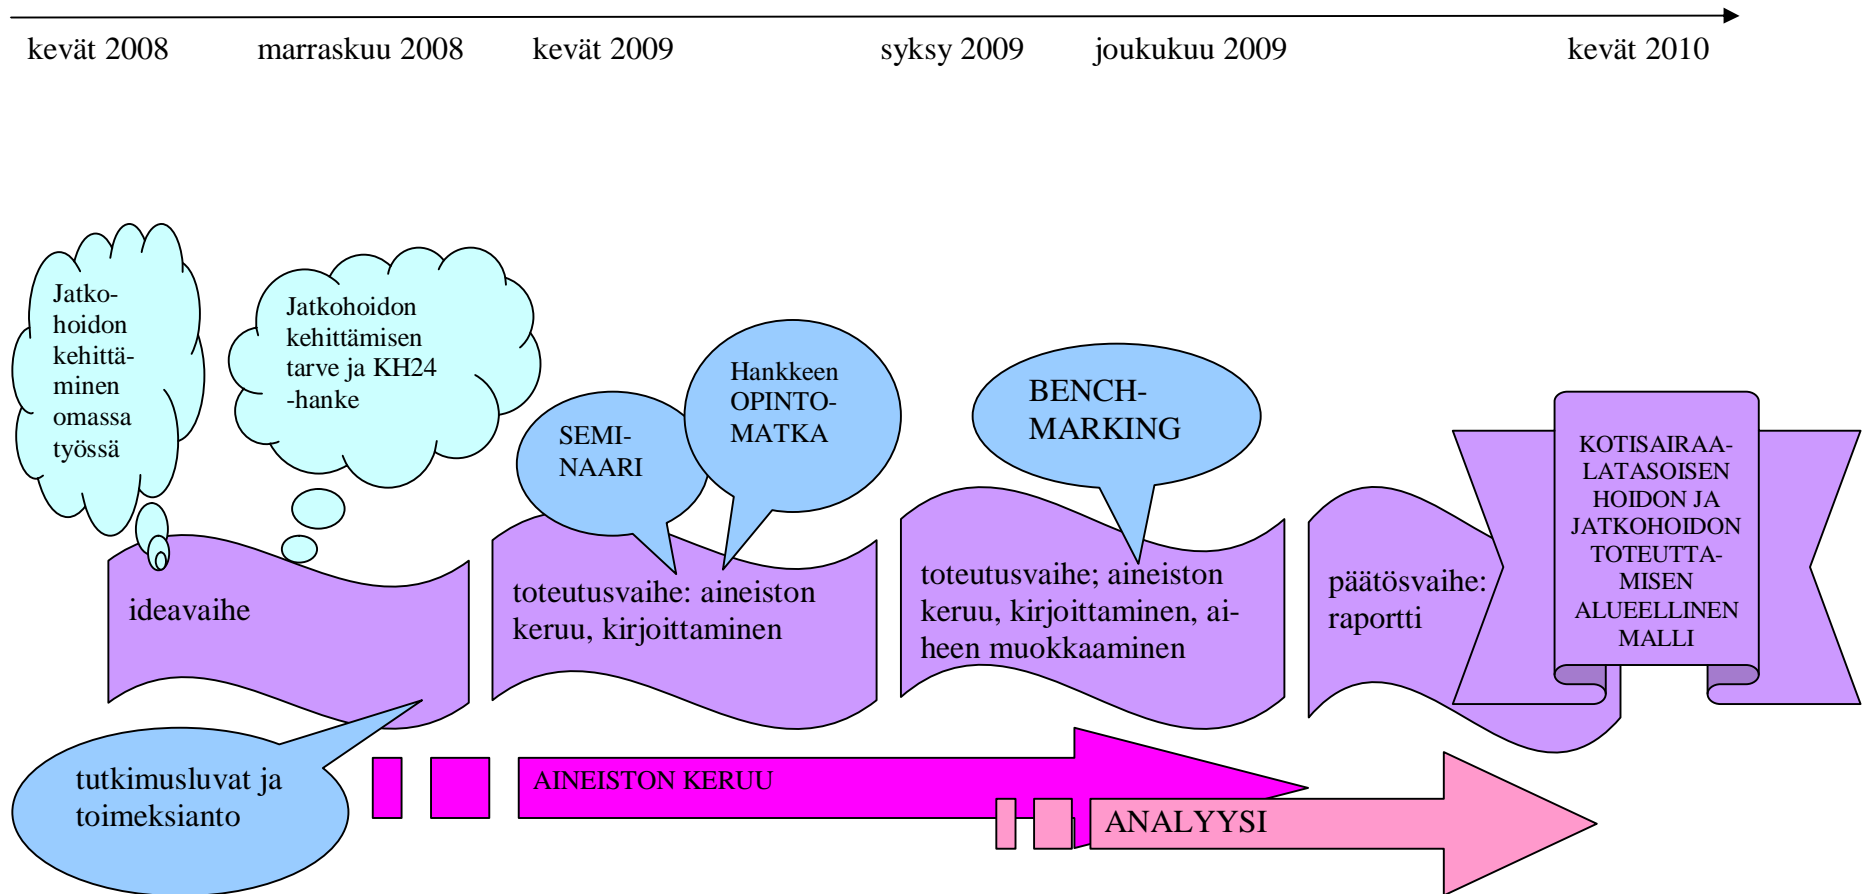 kevät 2008 marraskuu 2008 kevät 2009 syksy 2009 joukukuu 2009 kevät 2010
Jatko-
hoidon
kehittä-
minen
omassa
työssä
Jatkohoidon
kehittämisen
tarve ja KH24
-hanke
SEMI-
NAARI
Hankkeen
OPINTO-
MATKA
BENCH-
MARKING
KOTISAIRAA-
LATASOISEN
HOIDON JA
JATKOHOIDON
TOTEUTTA-
MISEN
ALUEELLINEN
MALLI
ideavaihe
toteutusvaihe: aineiston
keruu, kirjoittaminen
toteutusvaihe; aineiston
keruu, kirjoittaminen, ai-
heen muokkaaminen
päätösvaihe:
raportti
tutkimusluvat ja
toimeksianto
AINEISTON KERUU
ANALYYSI